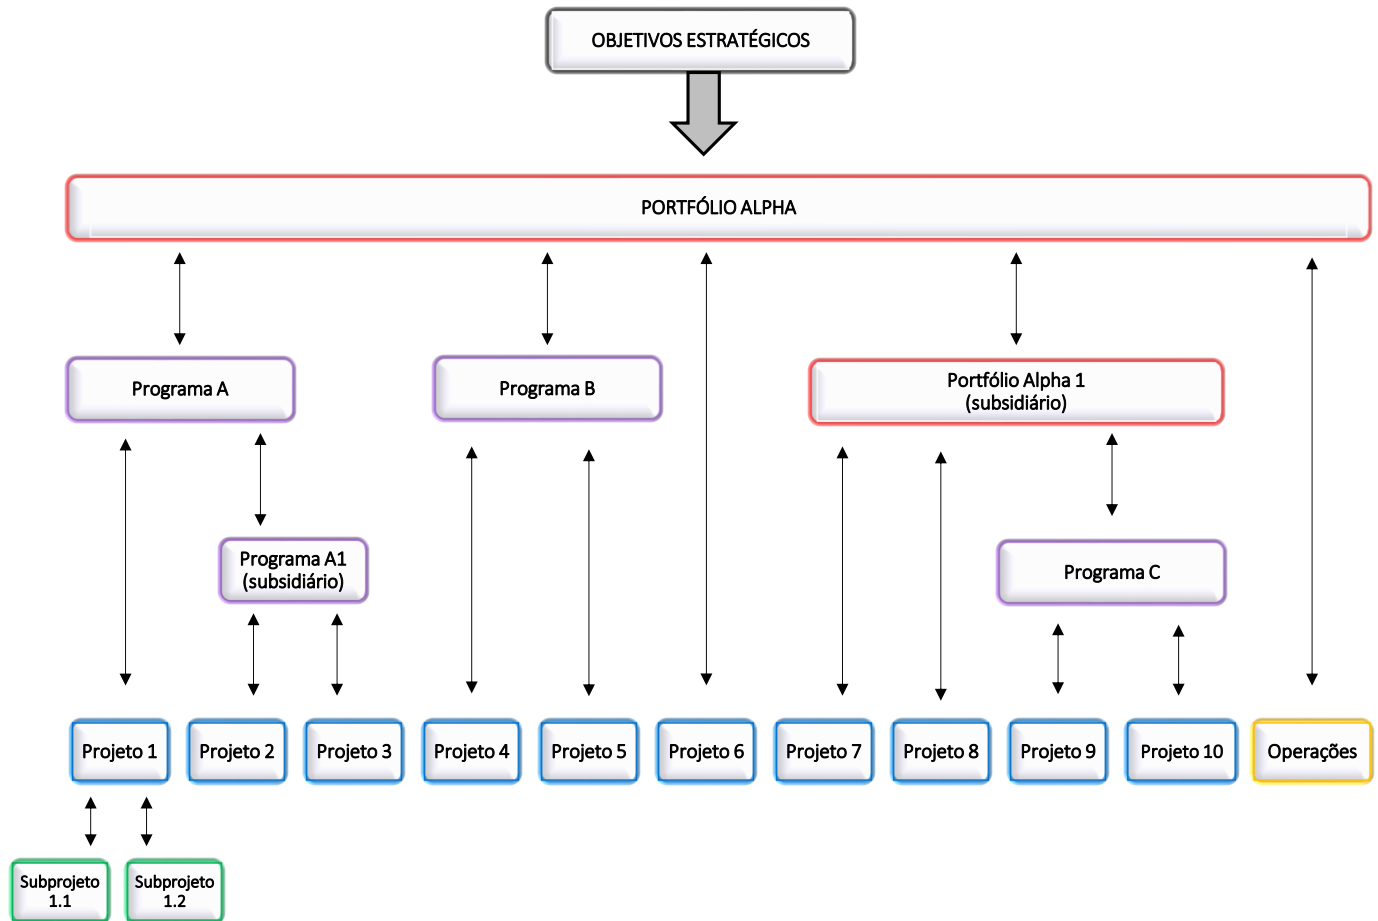 OBJETIVOS ESTRATÉGICOS
PORTFÓLIO ALPHA
Programa A
Programa B
Portfólio Alpha 1
(subsidiário)
Programa A1
(subsidiário)
Programa C
Projeto 1
Projeto 2
Projeto 3
Projeto 4
Projeto 5
Projeto 6
Projeto 7
Projeto 8
Projeto 9
Projeto 10
Operações
Subprojeto
1.1
Subprojeto
1.2